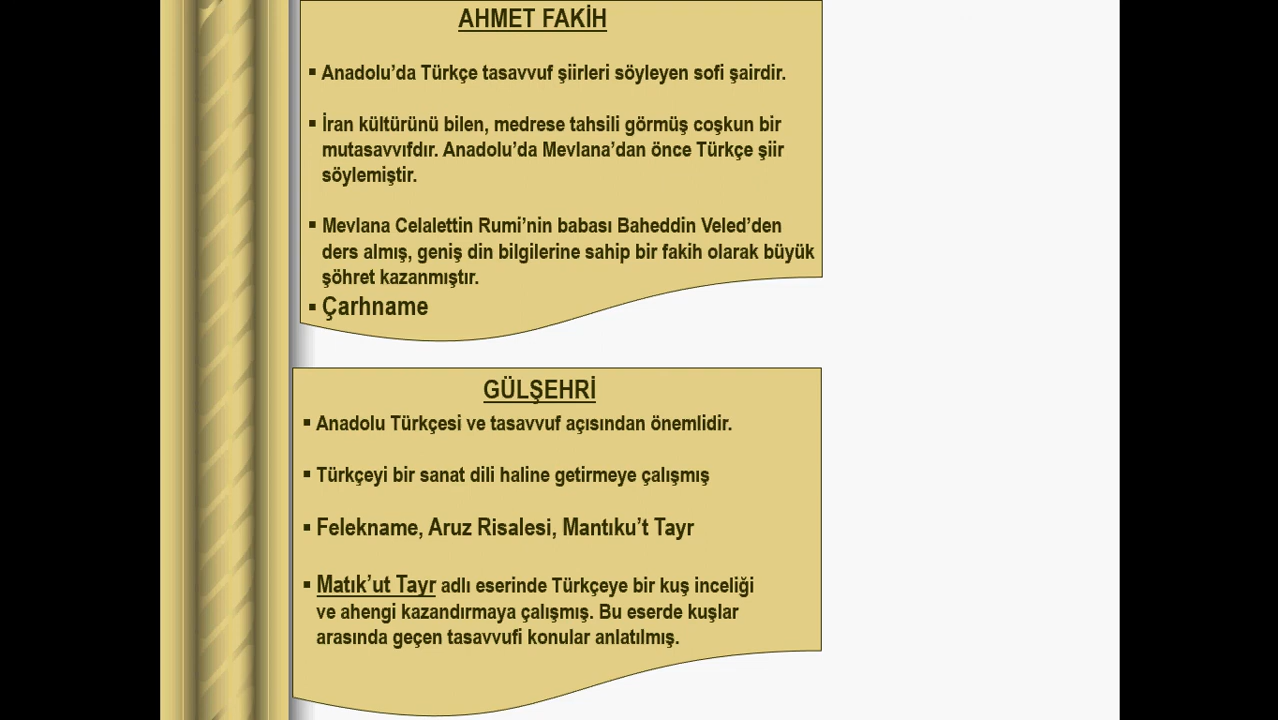 AHMET FAKİH
▪ Anadolu’da Türkçe tasavvuf şiirleri söyleyen sofi şairdir.
▪ İran kültürünü bilen, medrese tahsili görmüş coşkun bir
mutasavvıfdır. Anadolu’da Mevlana’dan önce Türkçe şiir
söylemiştir.
▪ Mevlana Celalettin Rumi’nin babası Baheddin Veled’den
ders almış, geniş din bilgilerine sahip bir fakih olarak büyük
şöhret kazanmıştır.
▪ Çarhname
GÜLŞEHRİ
▪ Anadolu Türkçesi ve tasavvuf açısından önemlidir.
▪ Türkçeyi bir sanat dili haline getirmeye çalışmış
▪ Felekname, Aruz Risalesi, Mantıku’t Tayr
▪ Matık’ut Tayr adlı eserinde Türkçeye bir kuş inceliği
ve ahengi kazandırmaya çalışmış. Bu eserde kuşlar
arasında geçen tasavvufi konular anlatılmış.